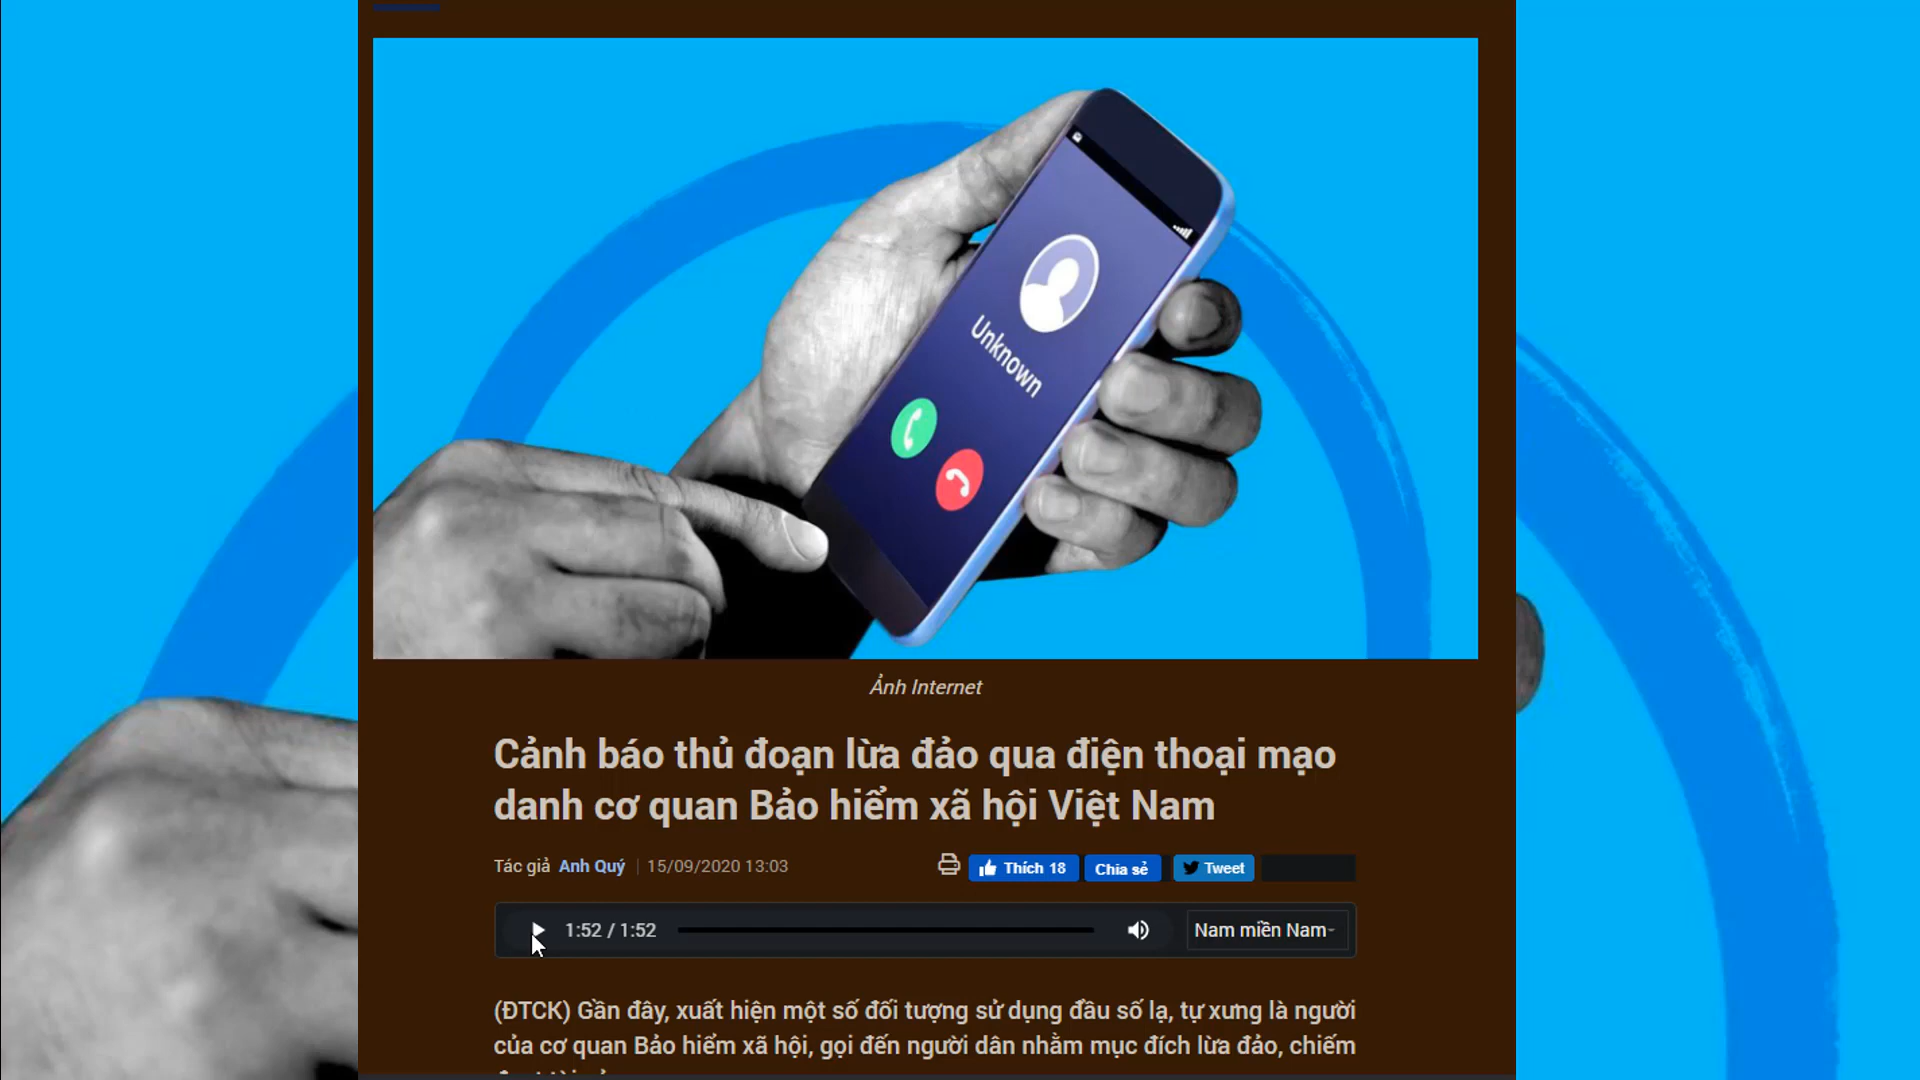 Unknown
Ảnh Internet
Cảnh báo thủ đoạn lừa đảo qua điện thoại mạo
danh cơ quan Bảo hiểm xã hội Việt Nam
Tác giả Anh Quý 15/09/2020 13:03 Thích 18 Chia sẻ Tweet
1:52 / 1:52 Nam miền Nam
(ĐTCK) Gần đây, xuất hiện một số đối tượng sử dụng đầu số lạ, tự xưng là người
của cơ quan Bảo hiểm xã hội, gọi đến người dân nhằm mục đích lừa đảo, chiếm